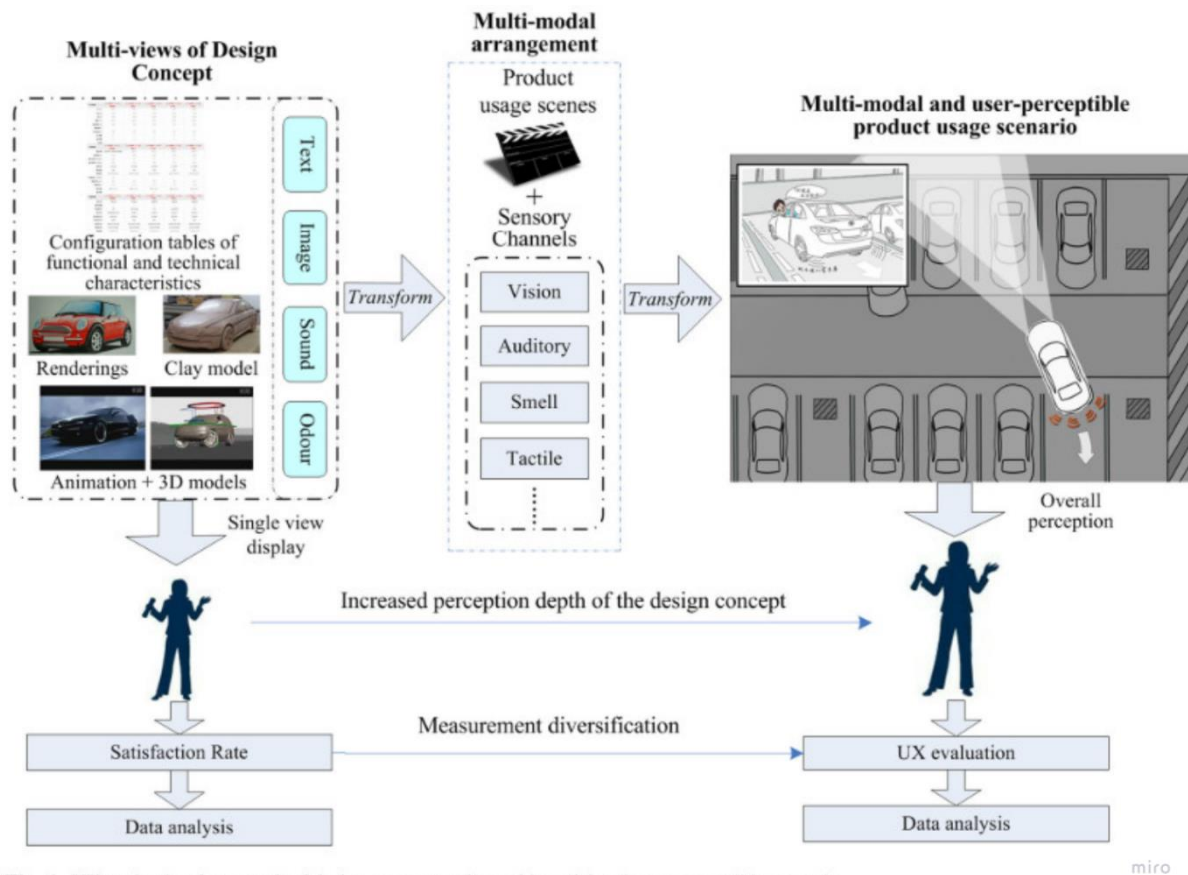 Multi-views of Design
Concept
Text
Image
Sound
Odour
Configuration tables of
functional and technical
characteristics
Renderings
Clay model
Animation + 3D models
Transform
Multi-modal
arrangement
Product
usage scenes
+
Sensory
Channels
Vision
Auditory
Smell
Tactile
Transform
Multi-modal and user-perceptible
product usage scenario
Single view
display
Overall
perception
Increased perception depth of the design concept
Measurement diversification
Satisfaction Rate
Data analysis
UX evaluation
Data analysis
miro